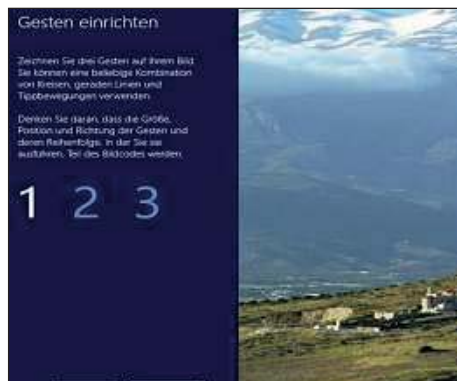 Gesten einrichten
Zeichnen Sie drei Gesten auf Ihrem Bild.
Sie können eine beliebige Kombination
von Kreisen, geraden Linien und
Tippbewegungen verwenden.
Denken Sie daran, dass die Größe,
Position und Richtung der Gesten und
deren Reihenfolge, in der Sie sie
ausführen, Teil des Bildcodes werden.
1 2 3